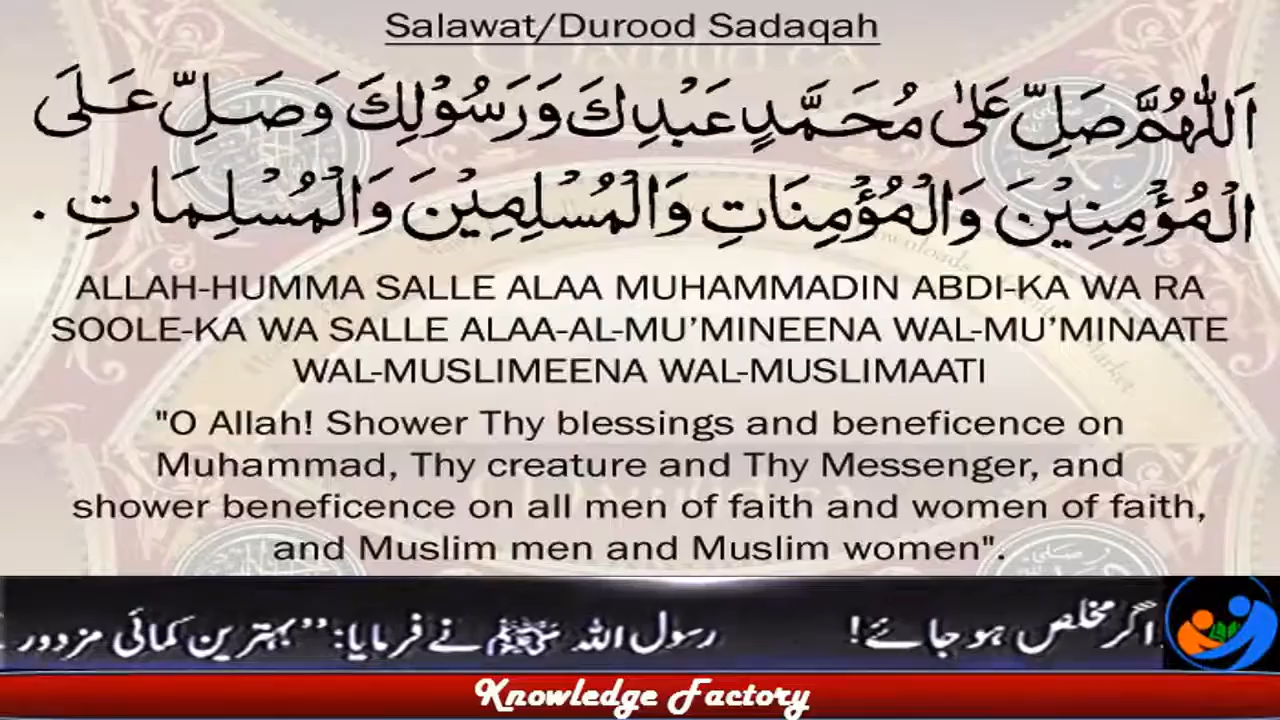 Salawat/Durood Sadaqah
اَللّٰهُمَّ صَلِّ عَلٰى مُحَمَّدٍ عَبْدِكَ وَرَسُوْلِكَ وَصَلِّ عَلَى
الْمُؤْمِنِيْنَ وَالْمُؤْمِنَاتِ وَالْمُسْلِمِيْنَ وَالْمُسْلِمَاتِ .
ALLAH-HUMMA SALLE ALAA MUHAMMADIN ABDI-KA WA RA
SOOLE-KA WA SALLE ALAA-AL-MU’MINEENA WAL-MU’MINAATE
WAL-MUSLIMEENA WAL-MUSLIMAATI
"O Allah! Shower Thy blessings and beneficence on
Muhammad, Thy creature and Thy Messenger, and
shower beneficence on all men of faith and women of faith,
and Muslim men and Muslim women".
اگر مخلص ہو جائے! رسول اللہ ﷺ نے فرمایا:’’بہترین کمائی مزدور
Knowledge Factory